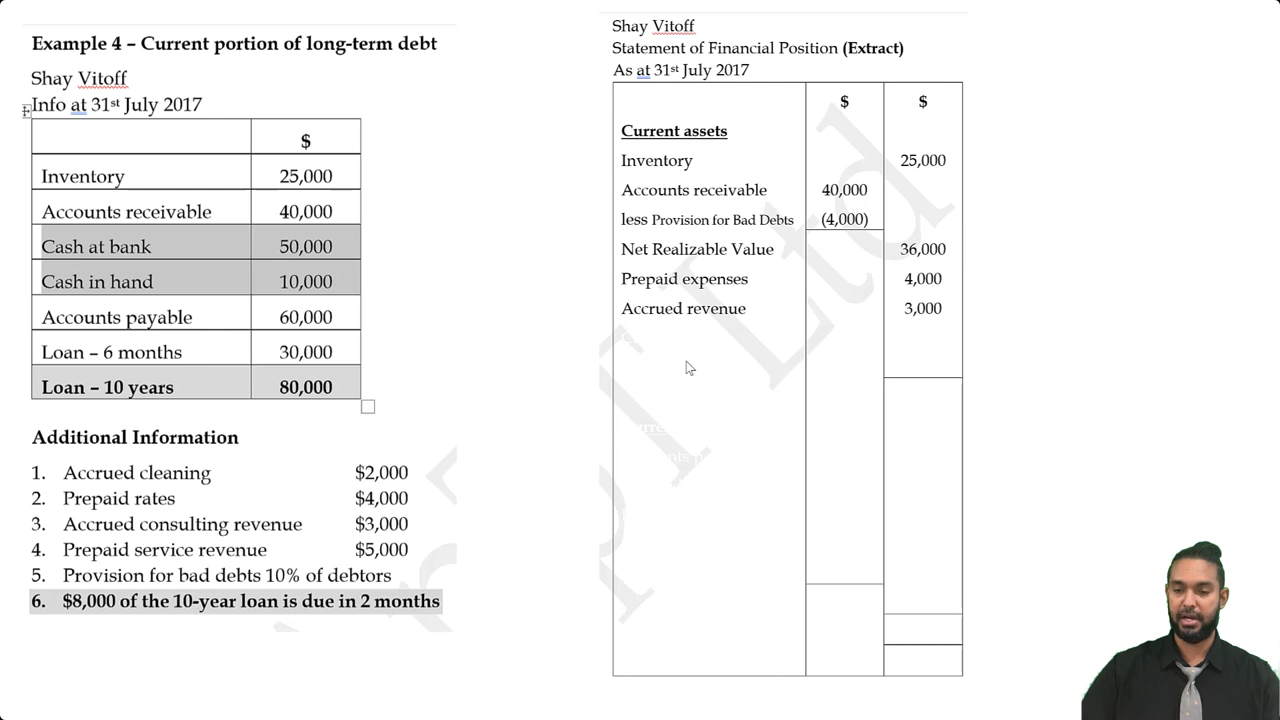 Example 4 – Current portion of long-term debt
Shay Vitoff
Info at 31st July 2017
$
Inventory 25,000
Accounts receivable 40,000
Cash at bank 50,000
Cash in hand 10,000
Accounts payable 60,000
Loan – 6 months 30,000
Loan – 10 years 80,000
Additional Information
1. Accrued cleaning $2,000
2. Prepaid rates $4,000
3. Accrued consulting revenue $3,000
4. Prepaid service revenue $5,000
5. Provision for bad debts 10% of debtors
6. $8,000 of the 10-year loan is due in 2 months
Shay Vitoff
Statement of Financial Position (Extract)
As at 31st July 2017
$ $
Current assets
Inventory 25,000
Accounts receivable 40,000
less Provision for Bad Debts (4,000)
Net Realizable Value 36,000
Prepaid expenses 4,000
Accrued revenue 3,000
Ltd